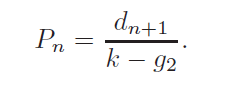 $P_n = \frac{d_{n+1}}{k - g_2}.$